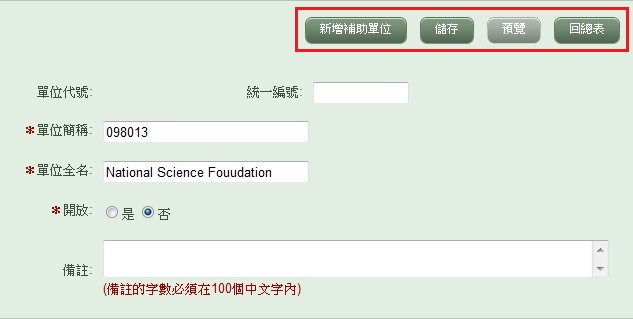 新增補助單位 儲存 預覽 回總表
單位代號: 統一編號:
*單位簡稱: 098013
*單位全名: National Science Fouudation
*開放: 是 否
備註:
(備註的字數必須在100個中文字內)